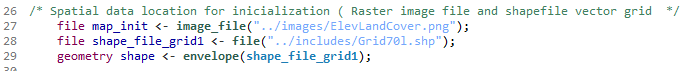 26 /* Spatial data location for inicialization ( Raster image file and shapefile vector grid */
27 file map_init <- image_file("../images/ElevLandCover.png");
28 file shape_file_grid1 <- file("../includes/Grid70l.shp");
29 geometry shape <- envelope(shape_file_grid1);